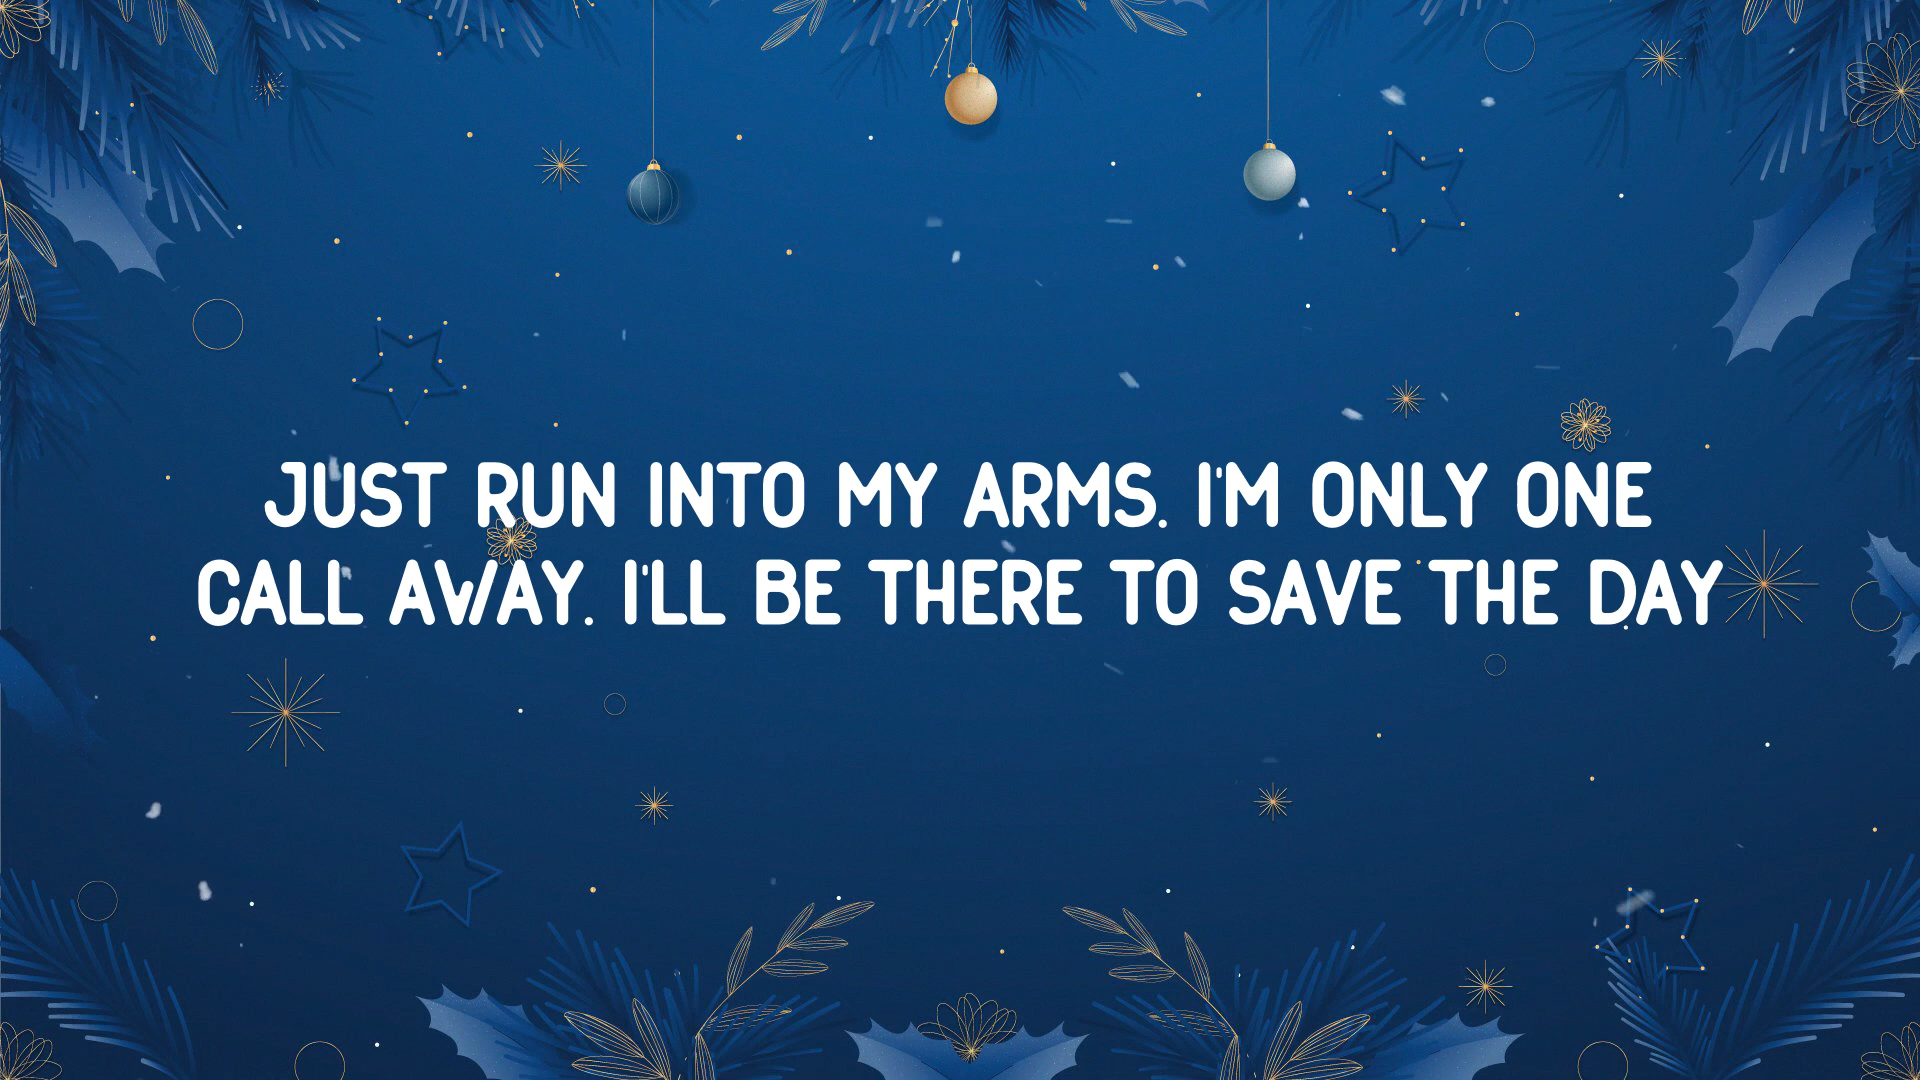 JUST RUN INTO MY ARMS. I'M ONLY ONE
CALL AWAY. I'LL BE THERE TO SAVE THE DAY